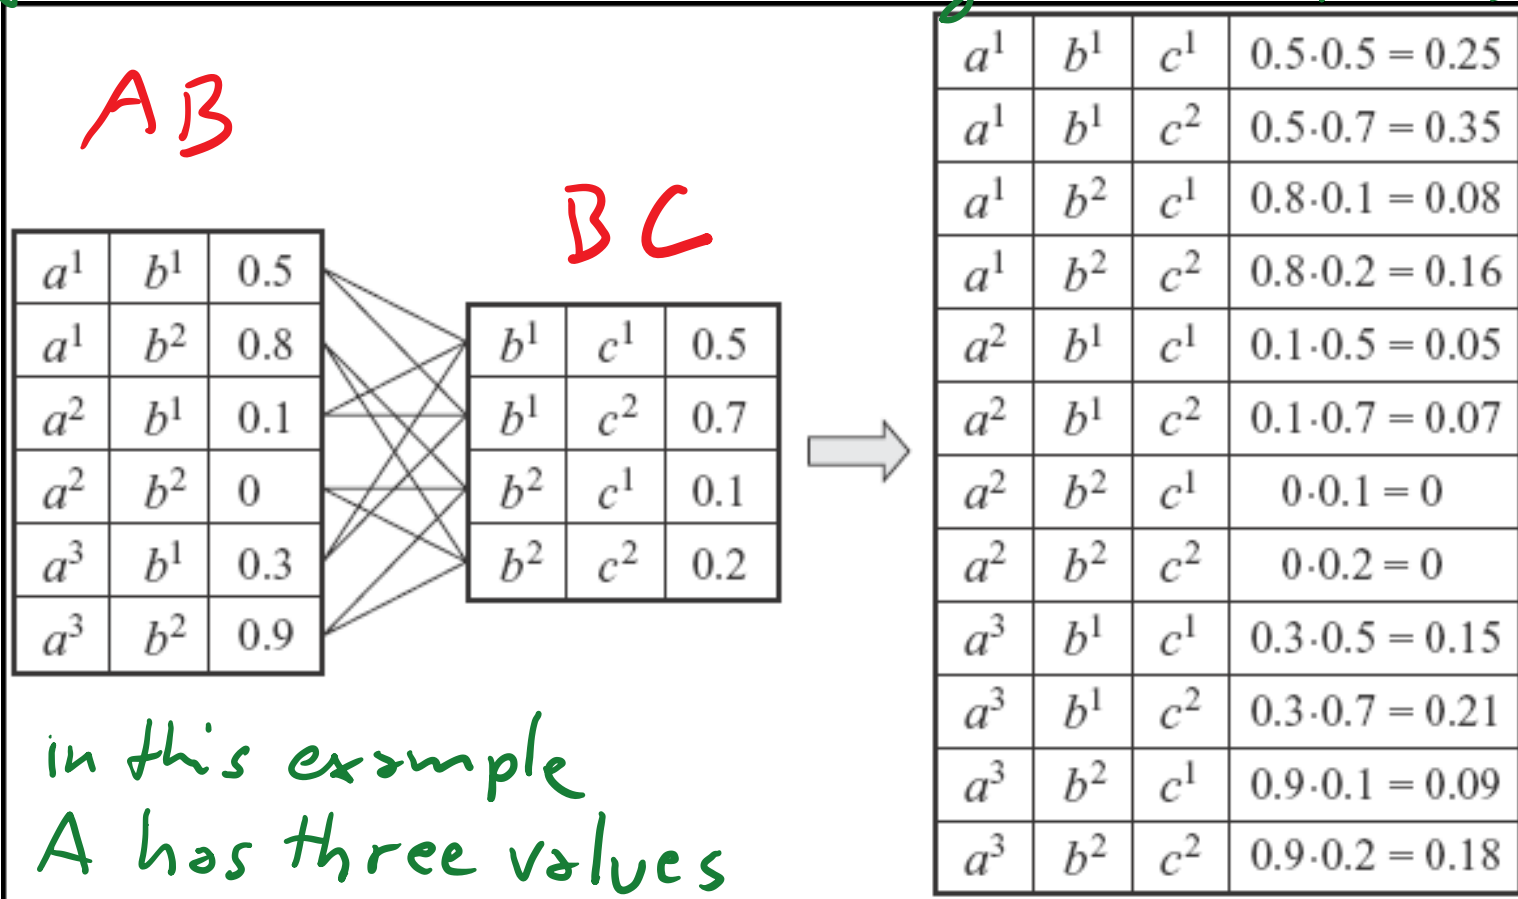 AB
a¹ b¹ 0.5
a¹ b² 0.8
a² b¹ 0.1
a² b² 0
a³ b¹ 0.3
a³ b² 0.9
BC
b¹ c¹ 0.5
b¹ c² 0.7
b² c¹ 0.1
b² c² 0.2
a¹ b¹ c¹ 0.5·0.5 = 0.25
a¹ b¹ c² 0.5·0.7 = 0.35
a¹ b² c¹ 0.8·0.1 = 0.08
a¹ b² c² 0.8·0.2 = 0.16
a² b¹ c¹ 0.1·0.5 = 0.05
a² b¹ c² 0.1·0.7 = 0.07
a² b² c¹ 0·0.1 = 0
a² b² c² 0·0.2 = 0
a³ b¹ c¹ 0.3·0.5 = 0.15
a³ b¹ c² 0.3·0.7 = 0.21
a³ b² c¹ 0.9·0.1 = 0.09
a³ b² c² 0.9·0.2 = 0.18
in this example
A has three values